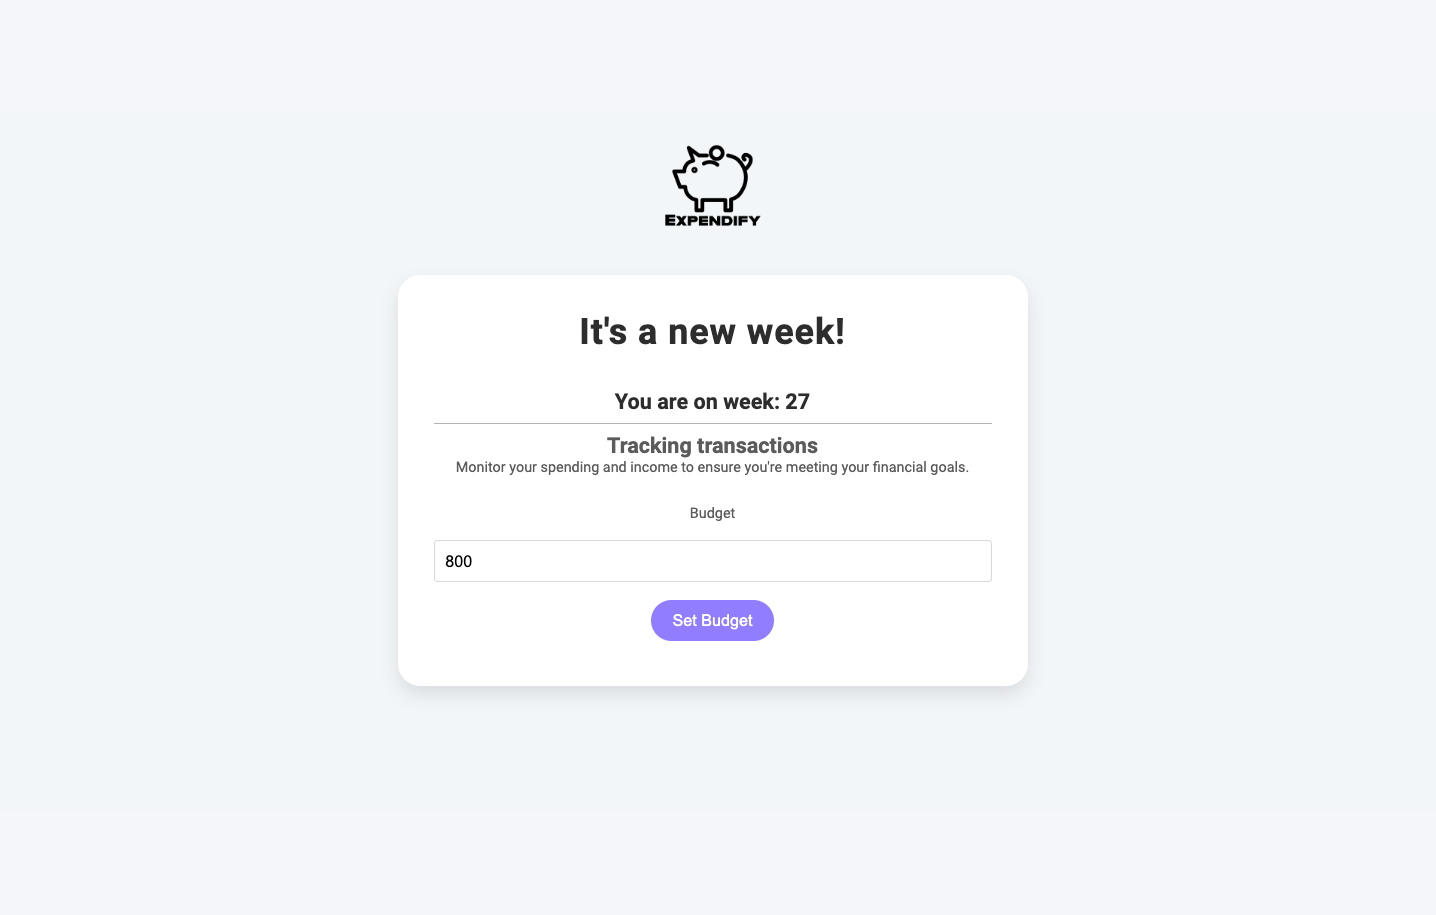 EXPENDIFY
It's a new week!
You are on week: 27
Tracking transactions
Monitor your spending and income to ensure you're meeting your financial goals.
Budget
800
Set Budget